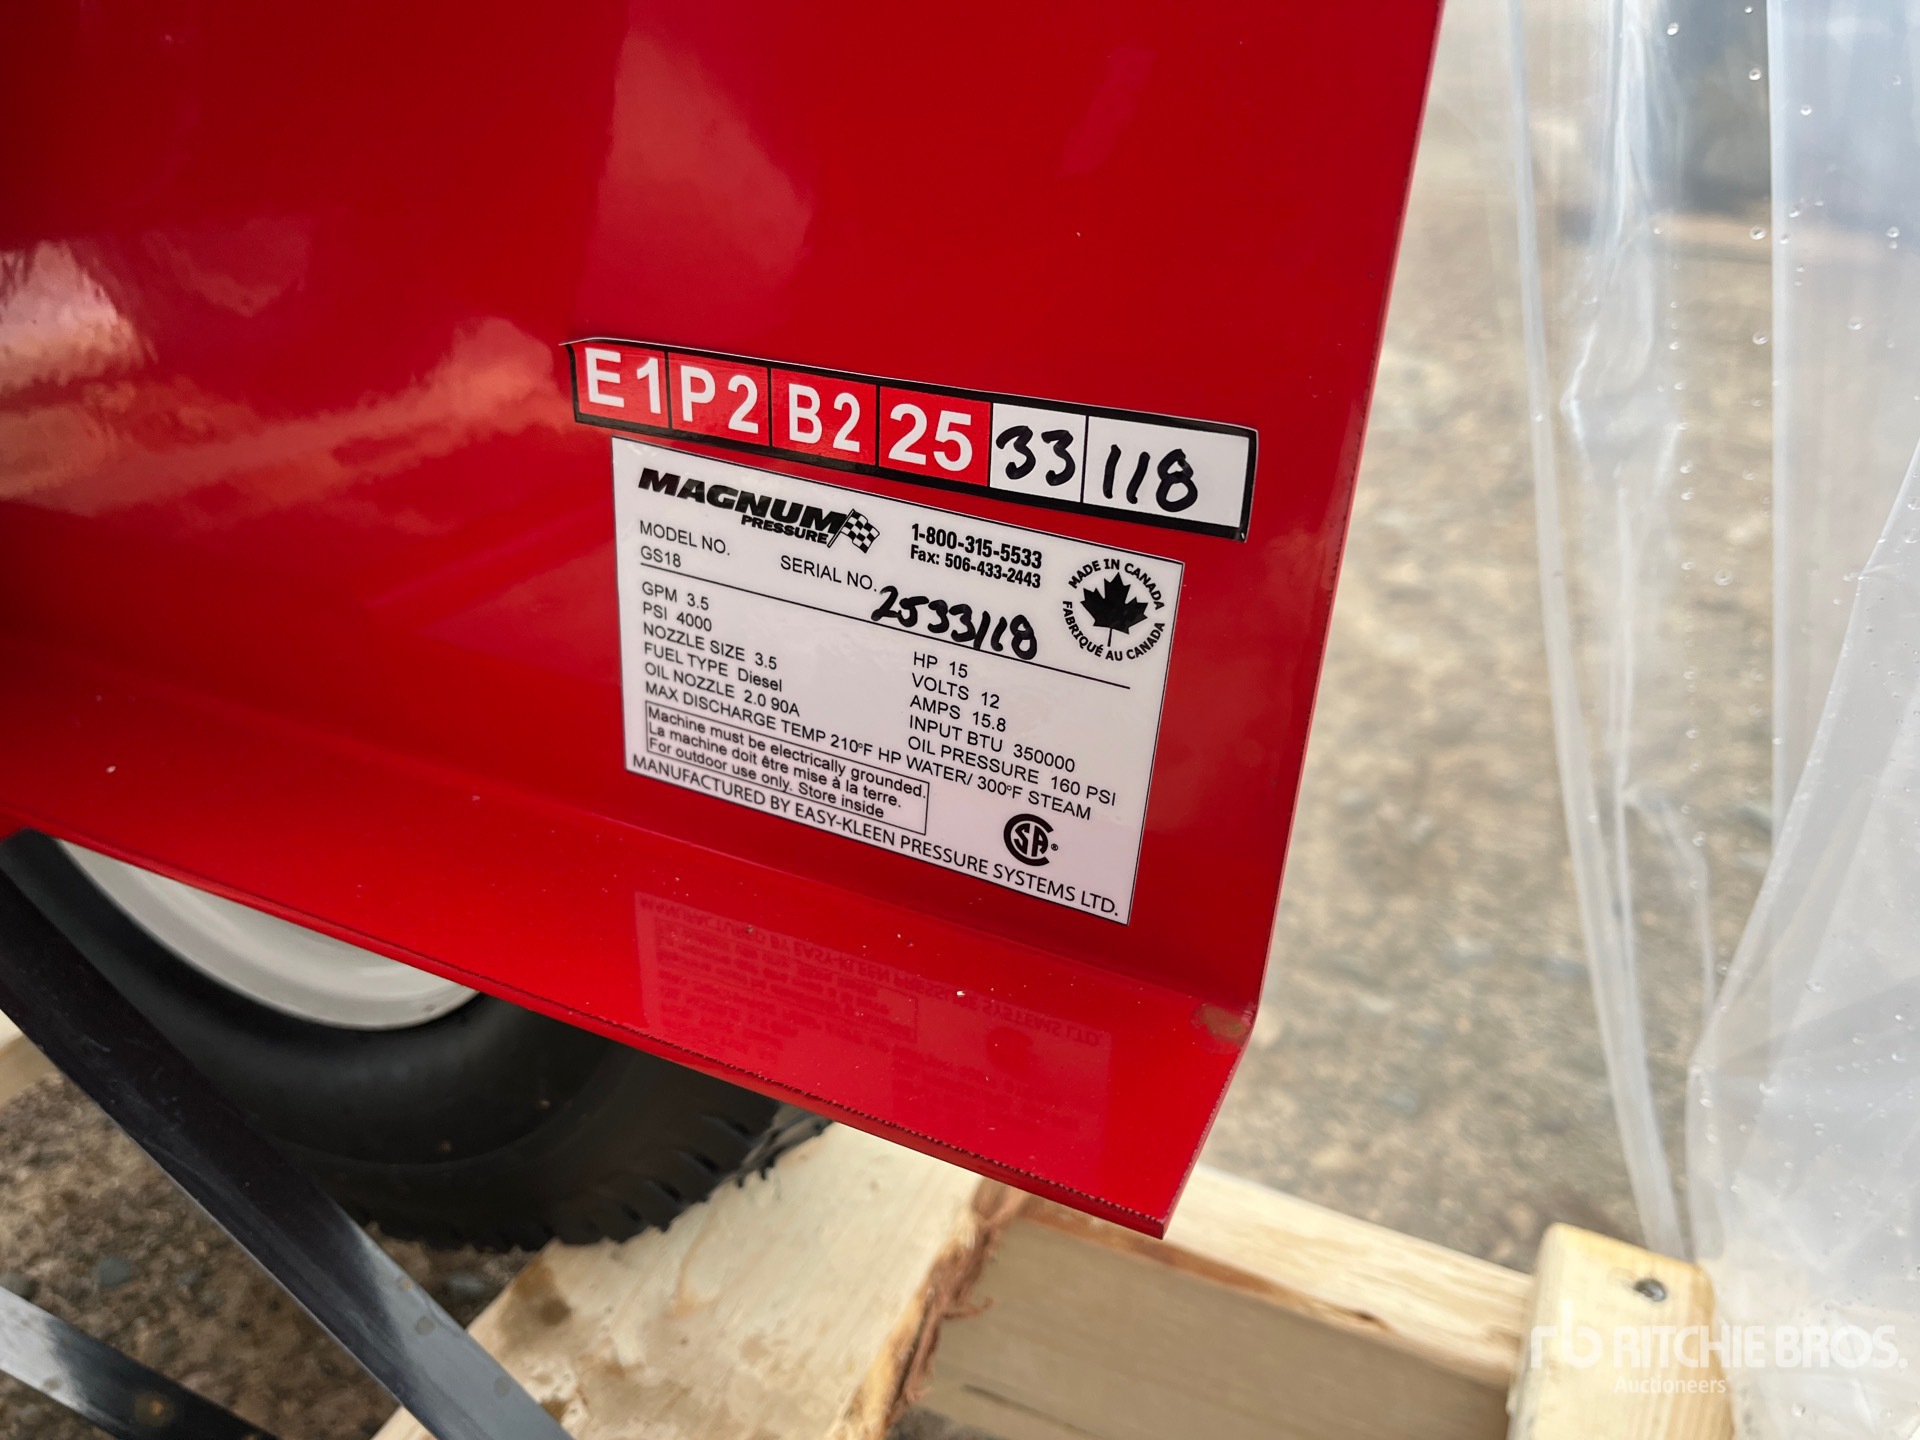 E1 P2 B2 25 33 118
MAGNUM
PRESSURE
1-800-315-5533
Fax: 506-433-2443
MADE IN CANADA
FABRIQUÉ AU CANADA
MODEL NO.
GS18
SERIAL NO. 2533118
GPM 3.5
PSI 4000
NOZZLE SIZE 3.5
FUEL TYPE Diesel
OIL NOZZLE 2.0 90A
MAX DISCHARGE TEMP 210°F HP WATER/ 300°F STEAM
HP 15
VOLTS 12
AMPS 15.8
INPUT BTU 350000
OIL PRESSURE 160 PSI
Machine must be electrically grounded.
La machine doit être mise à la terre.
For outdoor use only. Store inside
SA
MANUFACTURED BY EASY-KLEEN PRESSURE SYSTEMS LTD.
rb RITCHIE BROS.
Auctioneers